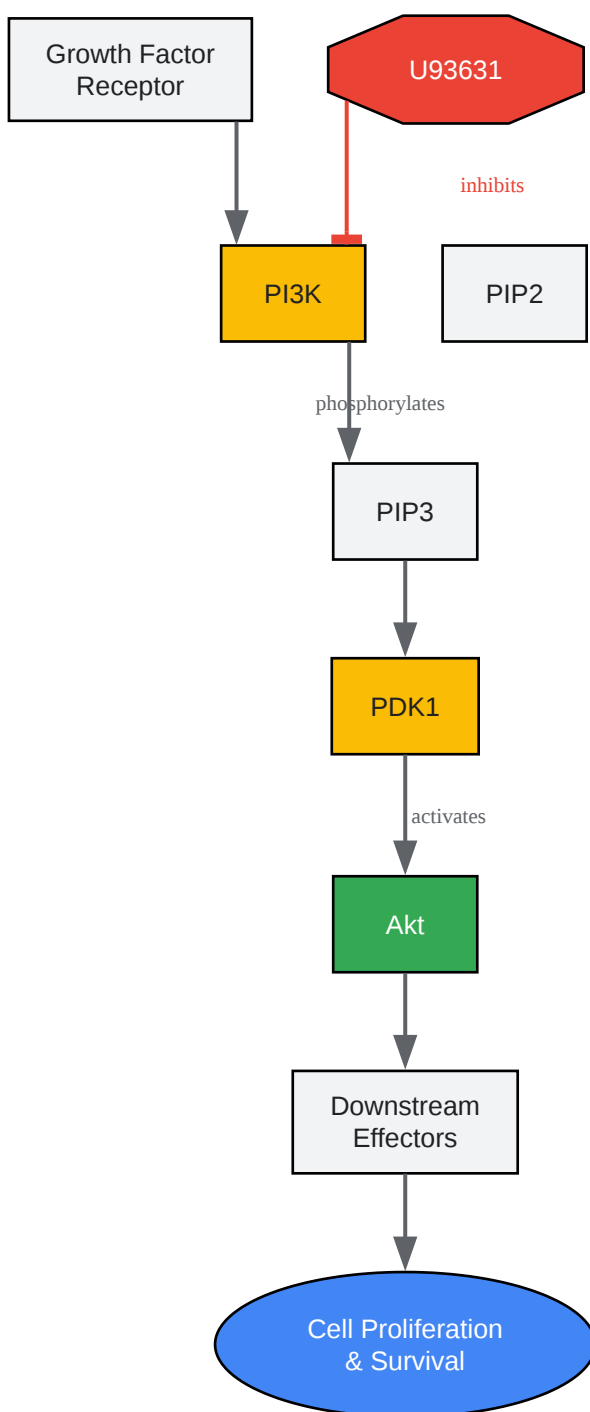 Growth Factor
Receptor
U93631
inhibits
PI3K
PIP2
phosphorylates
PIP3
PDK1
activates
Akt
Downstream
Effectors
Cell Proliferation
& Survival